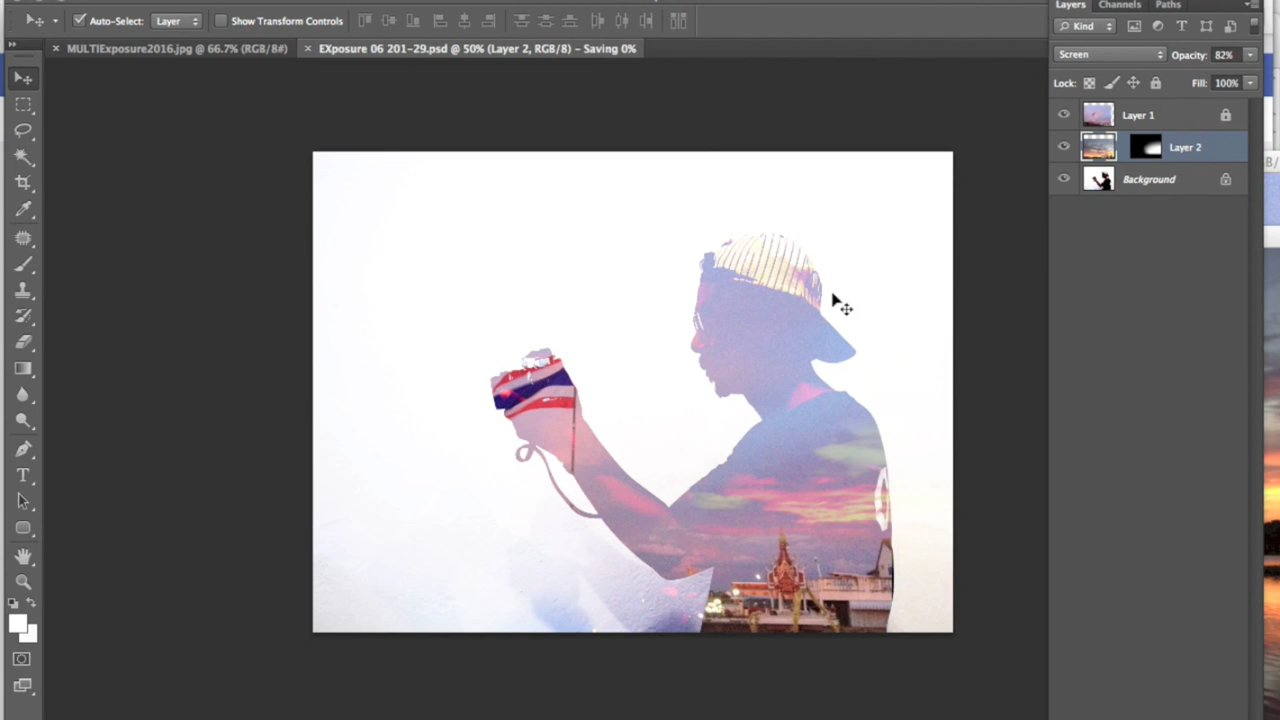 Auto-Select: Layer Show Transform Controls
× MULTIExposure2016.jpg @ 66.7% (RGB/8#) × EXposure 06 201-29.psd @ 50% (Layer 2, RGB/8) – Saving 0%
Layers Channels Paths
Kind
Screen Opacity: 82%
Lock: Fill: 100%
Layer 1
Layer 2
Background
T